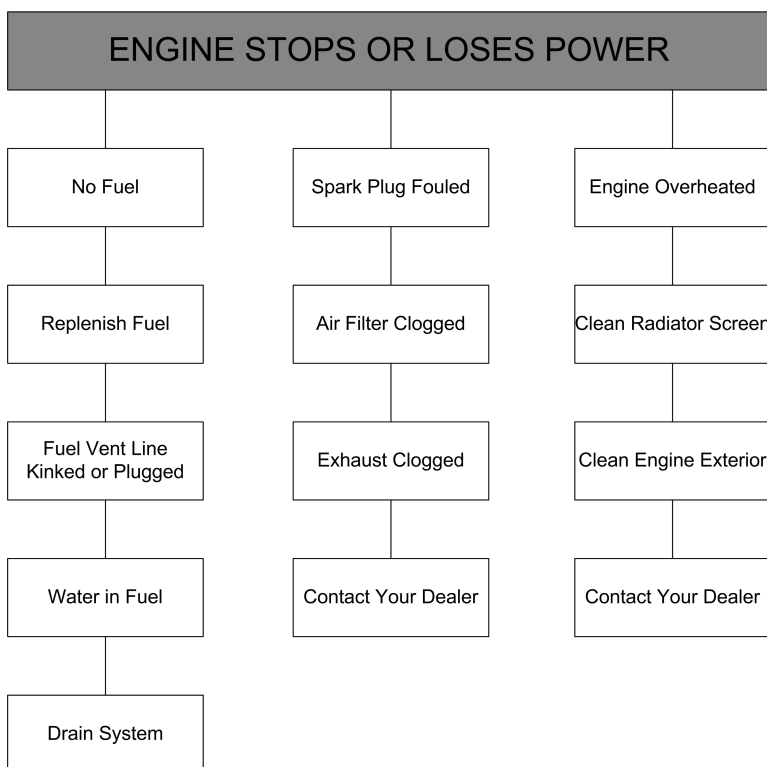 ENGINE STOPS OR LOSES POWER
No Fuel
Replenish Fuel
Fuel Vent Line
Kinked or Plugged
Water in Fuel
Drain System
Spark Plug Fouled
Air Filter Clogged
Exhaust Clogged
Contact Your Dealer
Engine Overheated
Clean Radiator Screen
Clean Engine Exterior
Contact Your Dealer